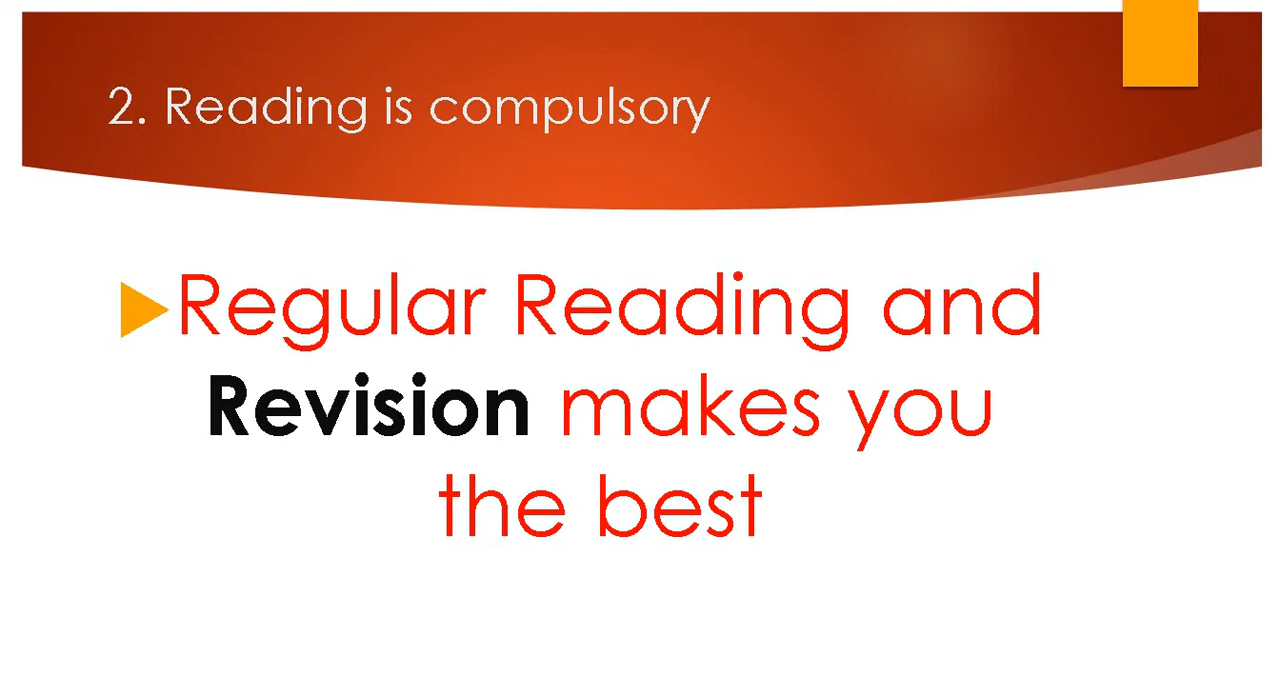 2. Reading is compulsory
Regular Reading and
Revision makes you
the best